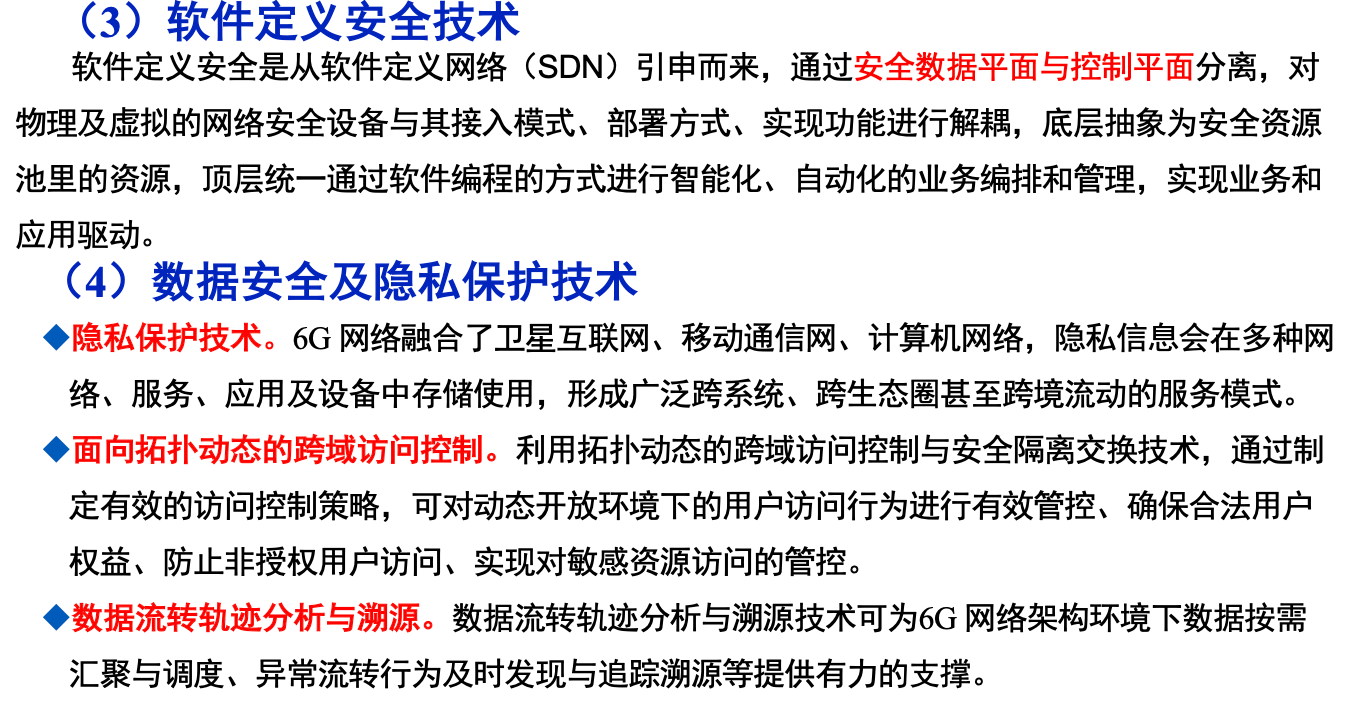 （3）软件定义安全技术
软件定义安全是从软件定义网络（SDN）引申而来，通过安全数据平面与控制平面分离，对
物理及虚拟的网络安全设备与其接入模式、部署方式、实现功能进行解耦，底层抽象为安全资源
池里的资源，顶层统一通过软件编程的方式进行智能化、自动化的业务编排和管理，实现业务和
应用驱动。
（4）数据安全及隐私保护技术
◆隐私保护技术。6G 网络融合了卫星互联网、移动通信网、计算机网络，隐私信息会在多种网
络、服务、应用及设备中存储使用，形成广泛跨系统、跨生态圈甚至跨境流动的服务模式。
◆面向拓扑动态的跨域访问控制。利用拓扑动态的跨域访问控制与安全隔离交换技术，通过制
定有效的访问控制策略，可对动态开放环境下的用户访问行为进行有效管控、确保合法用户
权益、防止非授权用户访问、实现对敏感资源访问的管控。
◆数据流转轨迹分析与溯源。数据流转轨迹分析与溯源技术可为6G 网络架构环境下数据按需
汇聚与调度、异常流转行为及时发现与追踪溯源等提供有力的支撑。